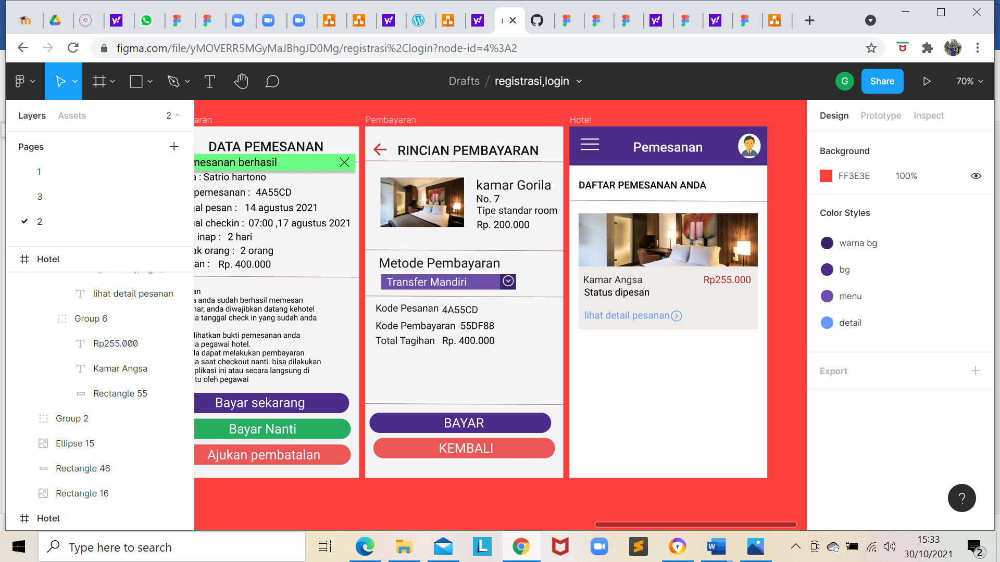 figma.com/file/yMOVERR5MGyMaJBhgJD0Mg/registrasi%2Clogin?node-id=4%3A2
Drafts / registrasi,login
G
Share
70%
Layers
Assets
2
Pages
1
3
2
Hotel
lihat detail pesanan
Group 6
Rp255.000
Kamar Angsa
Rectangle 55
Group 2
Ellipse 15
Rectangle 46
Rectangle 16
Hotel
aran
DATA PEMESANAN
mesanan berhasil
a : Satrio hartono
pemesanan : 4A55CD
al pesan : 14 agustus 2021
al checkin : 07:00 ,17 agustus 2021
inap : 2 hari
ak orang : 2 orang
an : Rp. 400.000
an
a anda sudah berhasil memesan
nar, anda diwajibkan datang kehotel
la tanggal check in yang sudah anda
lihatkan bukti pemesanan anda
la pegawai hotel.
da dapat melakukan pembayaran
la saat checkout nanti. bisa dilakukan
plikasi ini atau secara langsung di
tu oleh pegawai
Bayar sekarang
Bayar Nanti
Ajukan pembatalan
Pembayaran
RINCIAN PEMBAYARAN
kamar Gorila
No. 7
Tipe standar room
Rp. 200.000
Metode Pembayaran
Transfer Mandiri
Kode Pesanan 4A55CD
Kode Pembayaran 55DF88
Total Tagihan Rp. 400.000
BAYAR
KEMBALI
Hotel
Pemesanan
DAFTAR PEMESANAN ANDA
Kamar Angsa
Rp255.000
Status dipesan
lihat detail pesanan
Design
Prototype
Inspect
Background
FF3E3E
100%
Color Styles
warna bg
bg
menu
detail
Export
?
Type here to search
15:33
30/10/2021
2